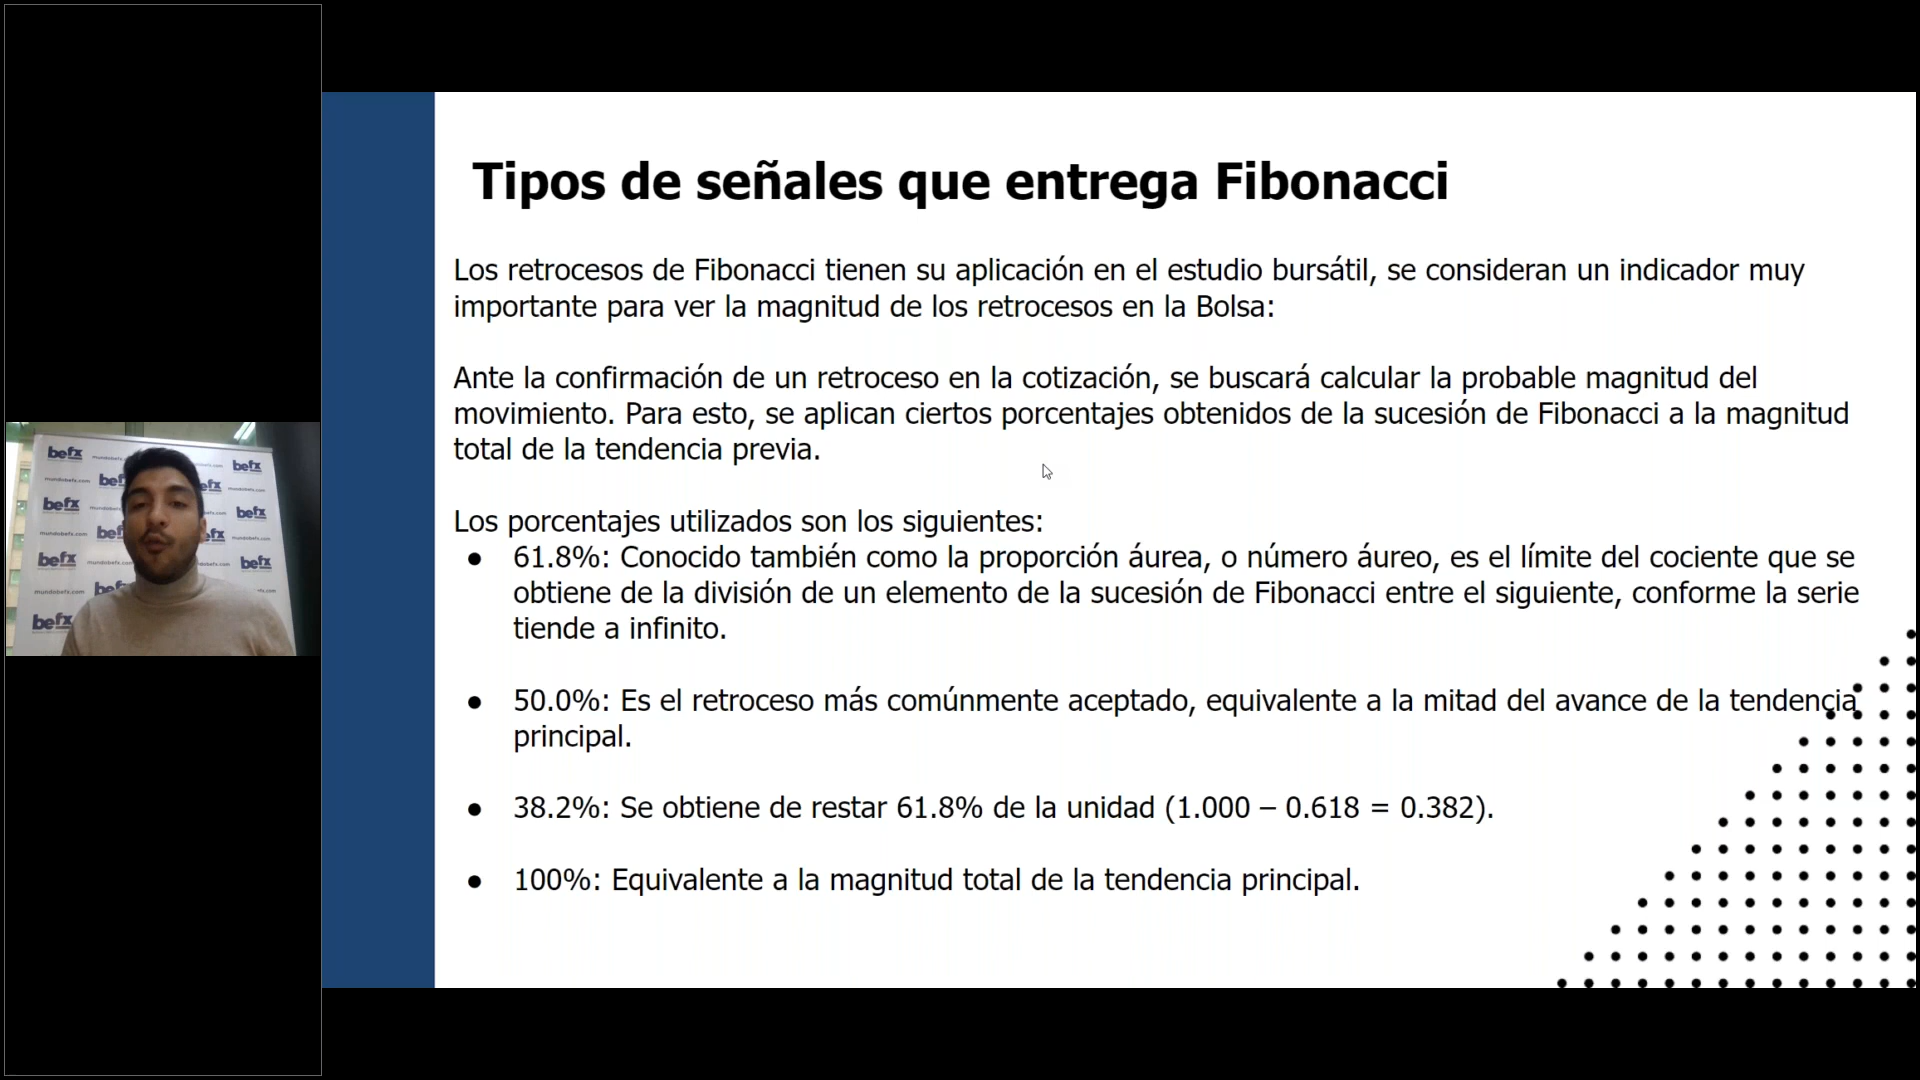 Tipos de señales que entrega Fibonacci
Los retrocesos de Fibonacci tienen su aplicación en el estudio bursátil, se consideran un indicador muy
importante para ver la magnitud de los retrocesos en la Bolsa:
Ante la confirmación de un retroceso en la cotización, se buscará calcular la probable magnitud del
movimiento. Para esto, se aplican ciertos porcentajes obtenidos de la sucesión de Fibonacci a la magnitud
total de la tendencia previa.
Los porcentajes utilizados son los siguientes:
● 61.8%: Conocido también como la proporción áurea, o número áureo, es el límite del cociente que se
obtiene de la división de un elemento de la sucesión de Fibonacci entre el siguiente, conforme la serie
tiende a infinito.
● 50.0%: Es el retroceso más comúnmente aceptado, equivalente a la mitad del avance de la tendencia
principal.
● 38.2%: Se obtiene de restar 61.8% de la unidad (1.000 – 0.618 = 0.382).
● 100%: Equivalente a la magnitud total de la tendencia principal.
befx
befx
mundobefx.com
befx
mundobefx.com
befx
mundobefx.com
befx
befx
mundobefx.com
befx